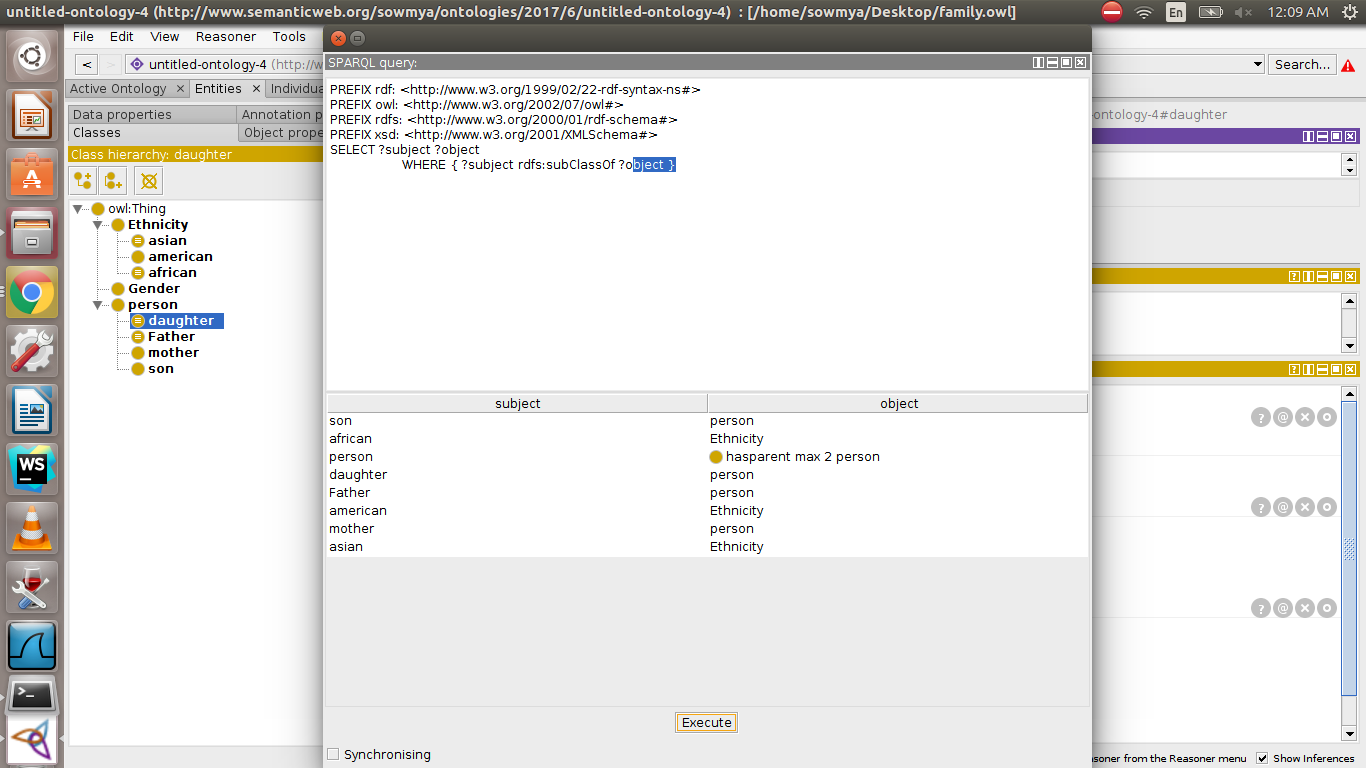 untitled-ontology-4 (http://www.semanticweb.org/sowmya/ontologies/2017/6/untitled-ontology-4) : [/home/sowmya/Desktop/family.owl]
En
12:09 AM
File Edit View Reasoner Tools
< untitled-ontology-4 (http://w
Search...
Active Ontology × Entities × Individua
Data properties Annotation p
Classes Object prope
Class hierarchy: daughter
owl:Thing
Ethnicity
asian
american
african
Gender
person
daughter
Father
mother
son
SPARQL query:
PREFIX rdf: <http://www.w3.org/1999/02/22-rdf-syntax-ns#>
PREFIX owl: <http://www.w3.org/2002/07/owl#>
PREFIX rdfs: <http://www.w3.org/2000/01/rdf-schema#>
PREFIX xsd: <http://www.w3.org/2001/XMLSchema#>
SELECT ?subject ?object
WHERE { ?subject rdfs:subClassOf ?object }
subject object
son person
african Ethnicity
person hasparent max 2 person
daughter person
Father person
american Ethnicity
mother person
asian Ethnicity
Execute
Synchronising
ontology-4#daughter
soner from the Reasoner menu Show Inferences
WS